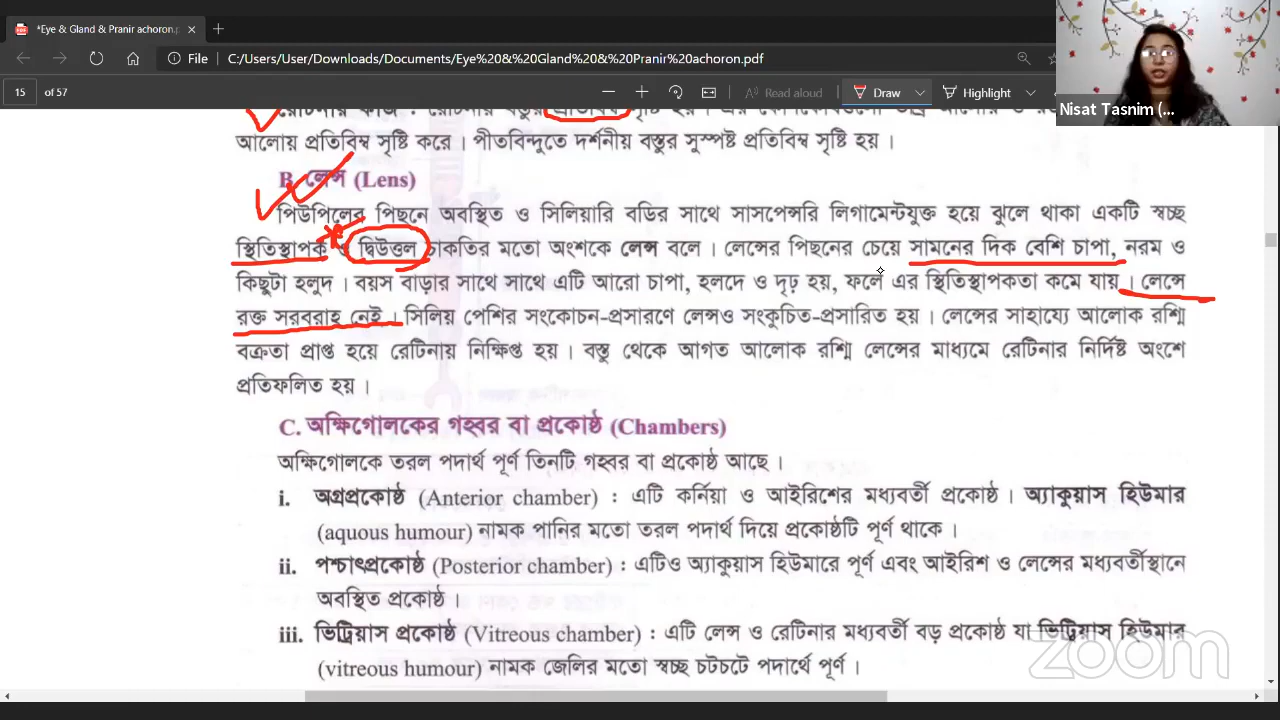 *Eye & Gland & Pranir achoron.p
File C:/Users/User/Downloads/Documents/Eye%20&%20Gland%20&%20Pranir%20achoron.pdf
15 of 57 Read aloud Draw Highlight
Nisat Tasnim (...
আলোয় প্রতিবিম্ব সৃষ্টি করে। পীতবিন্দুতে দর্শনীয় বস্তুর সুস্পষ্ট প্রতিবিম্ব সৃষ্টি হয়।
B. লেন্স (Lens)
পিউপিলের পিছনে অবস্থিত ও সিলিয়ারি বডির সাথে সাসপেন্সরি লিগামেন্টযুক্ত হয়ে ঝুলে থাকা একটি স্বচ্ছ
স্থিতিস্থাপক ও দ্বিউত্তল চাকতির মতো অংশকে লেন্স বলে। লেন্সের পিছনের চেয়ে সামনের দিক বেশি চাপা, নরম ও
কিছুটা হলুদ। বয়স বাড়ার সাথে সাথে এটি আরো চাপা, হলদে ও দৃঢ় হয়, ফলে এর স্থিতিস্থাপকতা কমে যায়। লেন্সে
রক্ত সরবরাহ নেই। সিলিয় পেশির সংকোচন-প্রসারণে লেন্সও সংকুচিত-প্রসারিত হয়। লেন্সের সাহায্যে আলোক রশ্মি
বক্রতা প্রাপ্ত হয়ে রেটিনায় নিক্ষিপ্ত হয়। বস্তু থেকে আগত আলোক রশ্মি লেন্সের মাধ্যমে রেটিনার নির্দিষ্ট অংশে
প্রতিফলিত হয়।
C. অক্ষিগোলকের গহ্বর বা প্রকোষ্ঠ (Chambers)
অক্ষিগোলকে তরল পদার্থ পূর্ণ তিনটি গহ্বর বা প্রকোষ্ঠ আছে।
i. অগ্রপ্রকোষ্ঠ (Anterior chamber) : এটি কর্নিয়া ও আইরিশের মধ্যবর্তী প্রকোষ্ঠ। অ্যাকুয়াস হিউমার
(aquous humour) নামক পানির মতো তরল পদার্থ দিয়ে প্রকোষ্ঠটি পূর্ণ থাকে।
ii. পশ্চাৎপ্রকোষ্ঠ (Posterior chamber) : এটিও অ্যাকুয়াস হিউমারে পূর্ণ এবং আইরিশ ও লেন্সের মধ্যবর্তীস্থানে
অবস্থিত প্রকোষ্ঠ।
iii. ভিট্রিয়াস প্রকোষ্ঠ (Vitreous chamber) : এটি লেন্স ও রেটিনার মধ্যবর্তী বড় প্রকোষ্ঠ যা ভিট্রিয়াস হিউমার
(vitreous humour) নামক জেলির মতো স্বচ্ছ চটচটে পদার্থে পূর্ণ।
zoom